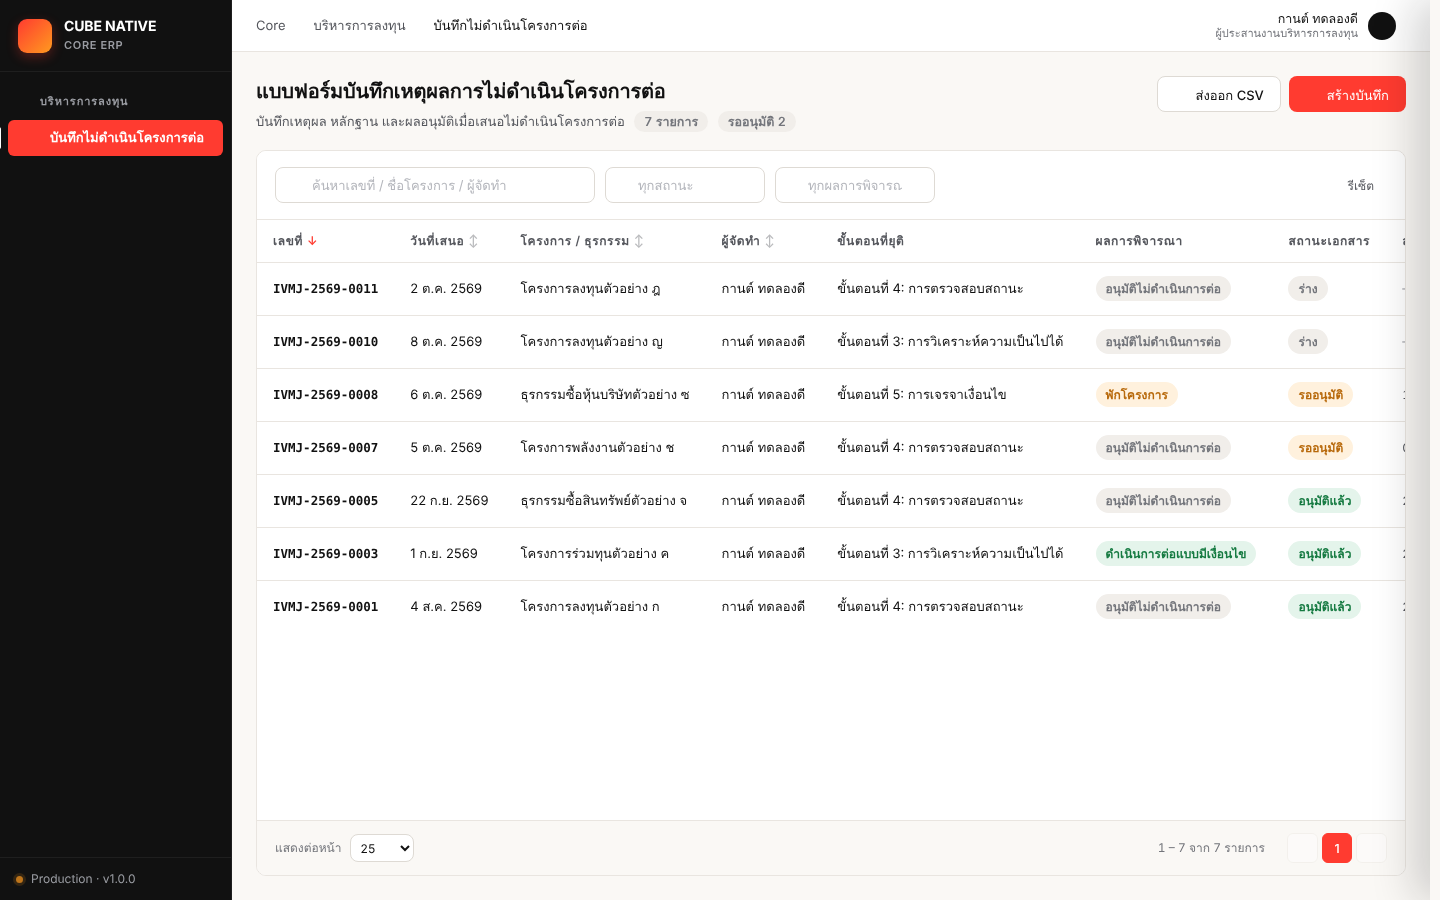 CUBE NATIVE
CORE ERP
บริหารการลงทุน
บันทึกไม่ดำเนินโครงการต่อ
Production · v1.0.0
Core บริหารการลงทุน บันทึกไม่ดำเนินโครงการต่อ
กานต์ ทดลองดี
ผู้ประสานงานบริหารการลงทุน
แบบฟอร์มบันทึกเหตุผลการไม่ดำเนินโครงการต่อ
บันทึกเหตุผล หลักฐาน และผลอนุมัติเมื่อเสนอไม่ดำเนินโครงการต่อ 7 รายการ รออนุมัติ 2
ส่งออก CSV สร้างบันทึก
ค้นหาเลขที่ / ชื่อโครงการ / ผู้จัดทำ ทุกสถานะ ทุกผลการพิจารณ รีเซ็ต
เลขที่ ↓ วันที่เสนอ ↕ โครงการ / ธุรกรรม ↕ ผู้จัดทำ ↕ ขั้นตอนที่ยุติ ผลการพิจารณา สถานะเอกสาร
IVMJ-2569-0011 2 ต.ค. 2569 โครงการลงทุนตัวอย่าง ฎ กานต์ ทดลองดี ขั้นตอนที่ 4: การตรวจสอบสถานะ อนุมัติไม่ดำเนินการต่อ ร่าง
IVMJ-2569-0010 8 ต.ค. 2569 โครงการลงทุนตัวอย่าง ญ กานต์ ทดลองดี ขั้นตอนที่ 3: การวิเคราะห์ความเป็นไปได้ อนุมัติไม่ดำเนินการต่อ ร่าง
IVMJ-2569-0008 6 ต.ค. 2569 ธุรกรรมซื้อหุ้นบริษัทตัวอย่าง ซ กานต์ ทดลองดี ขั้นตอนที่ 5: การเจรจาเงื่อนไข พักโครงการ รออนุมัติ
IVMJ-2569-0007 5 ต.ค. 2569 โครงการพลังงานตัวอย่าง ช กานต์ ทดลองดี ขั้นตอนที่ 4: การตรวจสอบสถานะ อนุมัติไม่ดำเนินการต่อ รออนุมัติ
IVMJ-2569-0005 22 ก.ย. 2569 ธุรกรรมซื้อสินทรัพย์ตัวอย่าง จ กานต์ ทดลองดี ขั้นตอนที่ 4: การตรวจสอบสถานะ อนุมัติไม่ดำเนินการต่อ อนุมัติแล้ว
IVMJ-2569-0003 1 ก.ย. 2569 โครงการร่วมทุนตัวอย่าง ค กานต์ ทดลองดี ขั้นตอนที่ 3: การวิเคราะห์ความเป็นไปได้ ดำเนินการต่อแบบมีเงื่อนไข อนุมัติแล้ว
IVMJ-2569-0001 4 ส.ค. 2569 โครงการลงทุนตัวอย่าง ก กานต์ ทดลองดี ขั้นตอนที่ 4: การตรวจสอบสถานะ อนุมัติไม่ดำเนินการต่อ อนุมัติแล้ว
แสดงต่อหน้า 25 1 – 7 จาก 7 รายการ 1